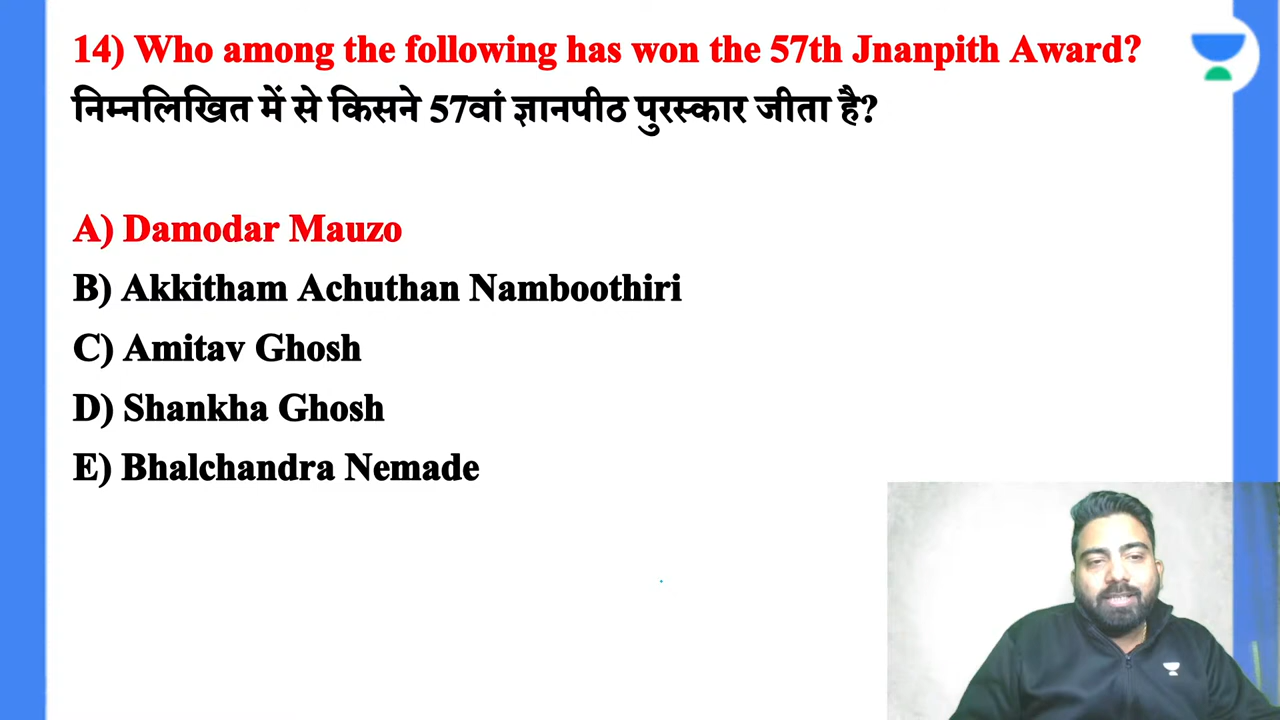 14) Who among the following has won the 57th Jnanpith Award?
निम्नलिखित में से किसने 57वां ज्ञानपीठ पुरस्कार जीता है?
A) Damodar Mauzo
B) Akkitham Achuthan Namboothiri
C) Amitav Ghosh
D) Shankha Ghosh
E) Bhalchandra Nemade